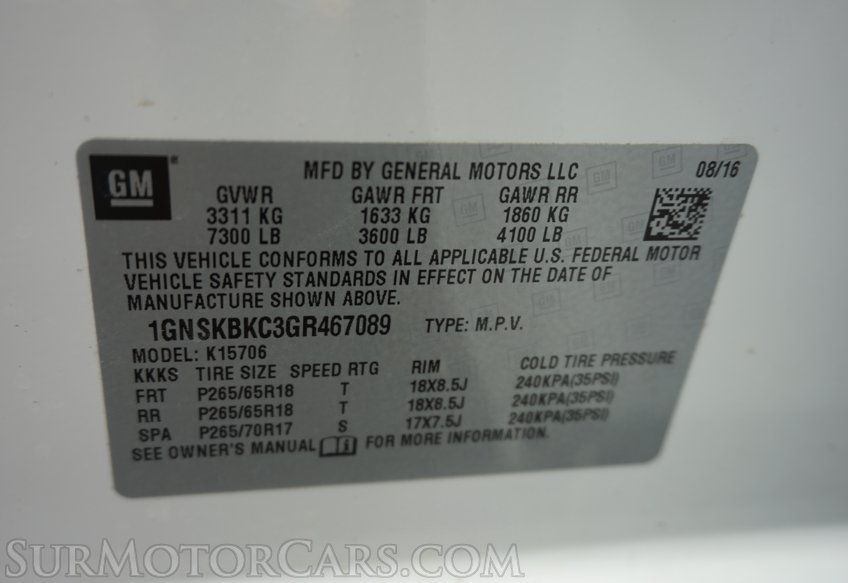 GM
MFD BY GENERAL MOTORS LLC 08/16
GVWR GAWR FRT GAWR RR
3311 KG 1633 KG 1860 KG
7300 LB 3600 LB 4100 LB
THIS VEHICLE CONFORMS TO ALL APPLICABLE U.S. FEDERAL MOTOR
VEHICLE SAFETY STANDARDS IN EFFECT ON THE DATE OF
MANUFACTURE SHOWN ABOVE.
1GNSKBKC3GR467089 TYPE: M.P.V.
MODEL: K15706
KKKS TIRE SIZE SPEED RTG RIM COLD TIRE PRESSURE
FRT P265/65R18 T 18X8.5J 240KPA(35PSI)
RR P265/65R18 T 18X8.5J 240KPA(35PSI)
SPA P265/70R17 S 17X7.5J 240KPA(35PSI)
SEE OWNER'S MANUAL FOR MORE INFORMATION.
SurMotorCars.com